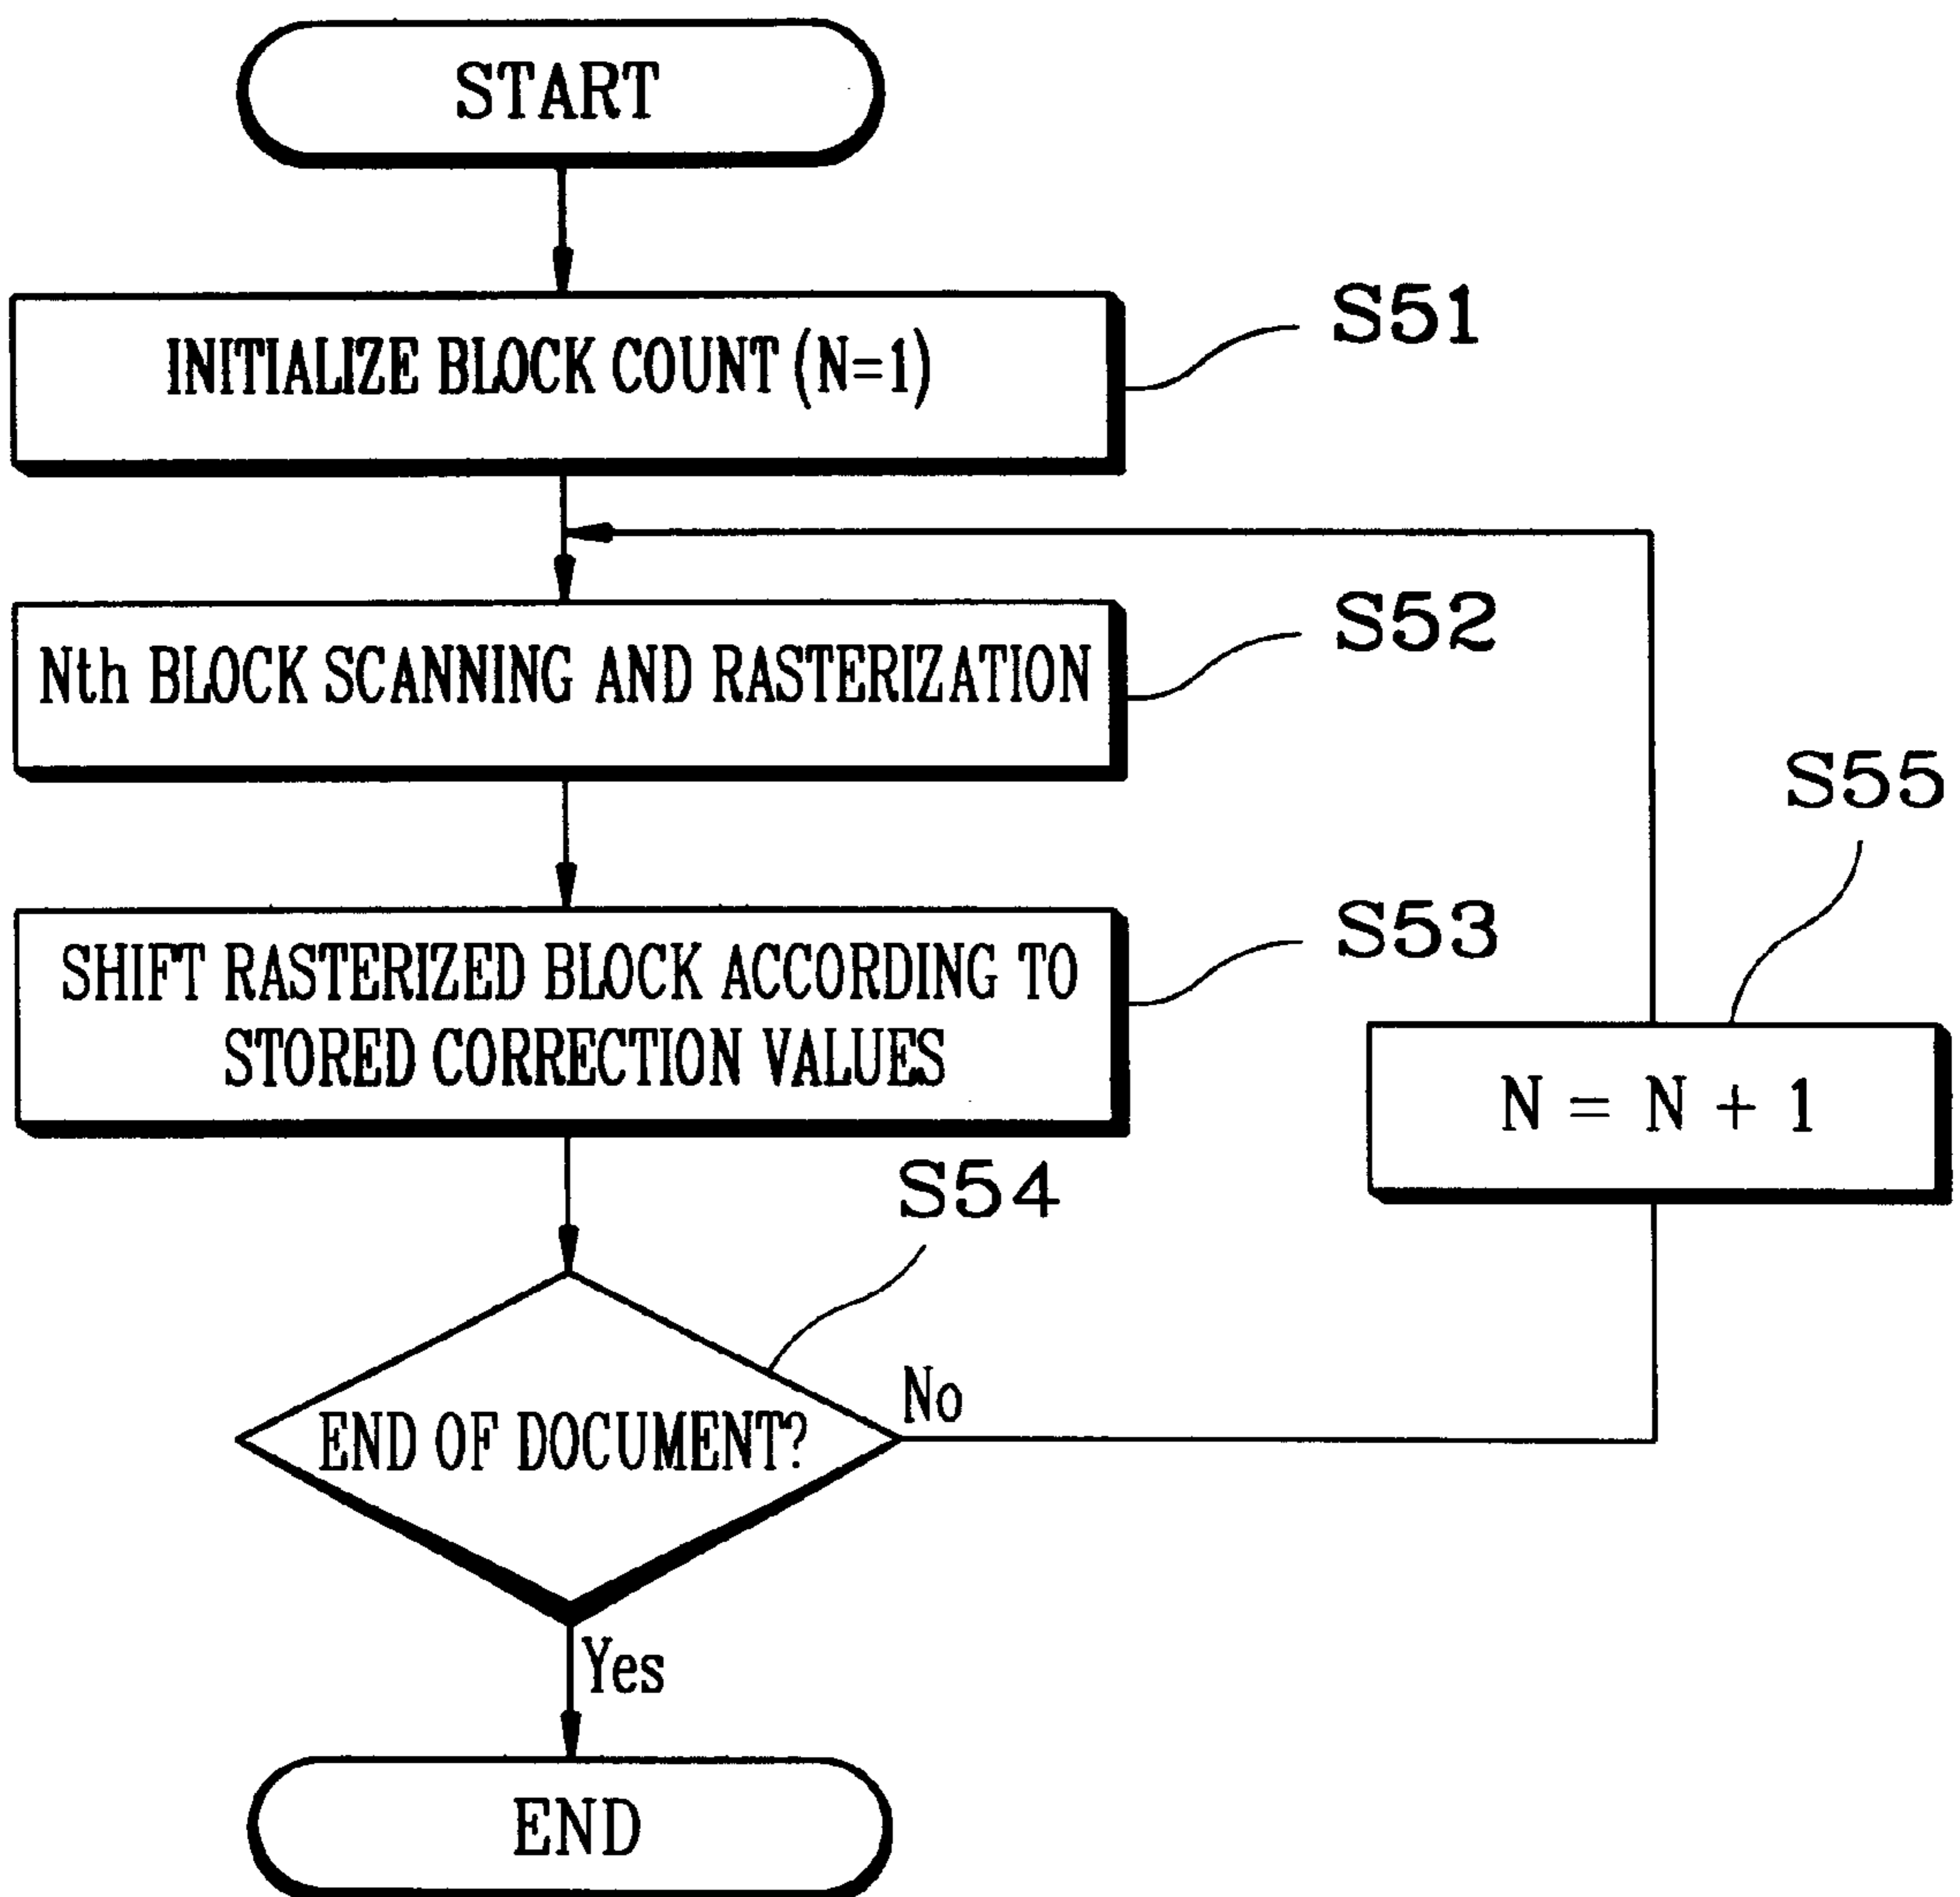 START
INITIALIZE BLOCK COUNT (N=1)
S51
Nth BLOCK SCANNING AND RASTERIZATION
S52
S55
SHIFT RASTERIZED BLOCK ACCORDING TO
STORED CORRECTION VALUES
S53
N = N + 1
S54
END OF DOCUMENT?
No
Yes
END